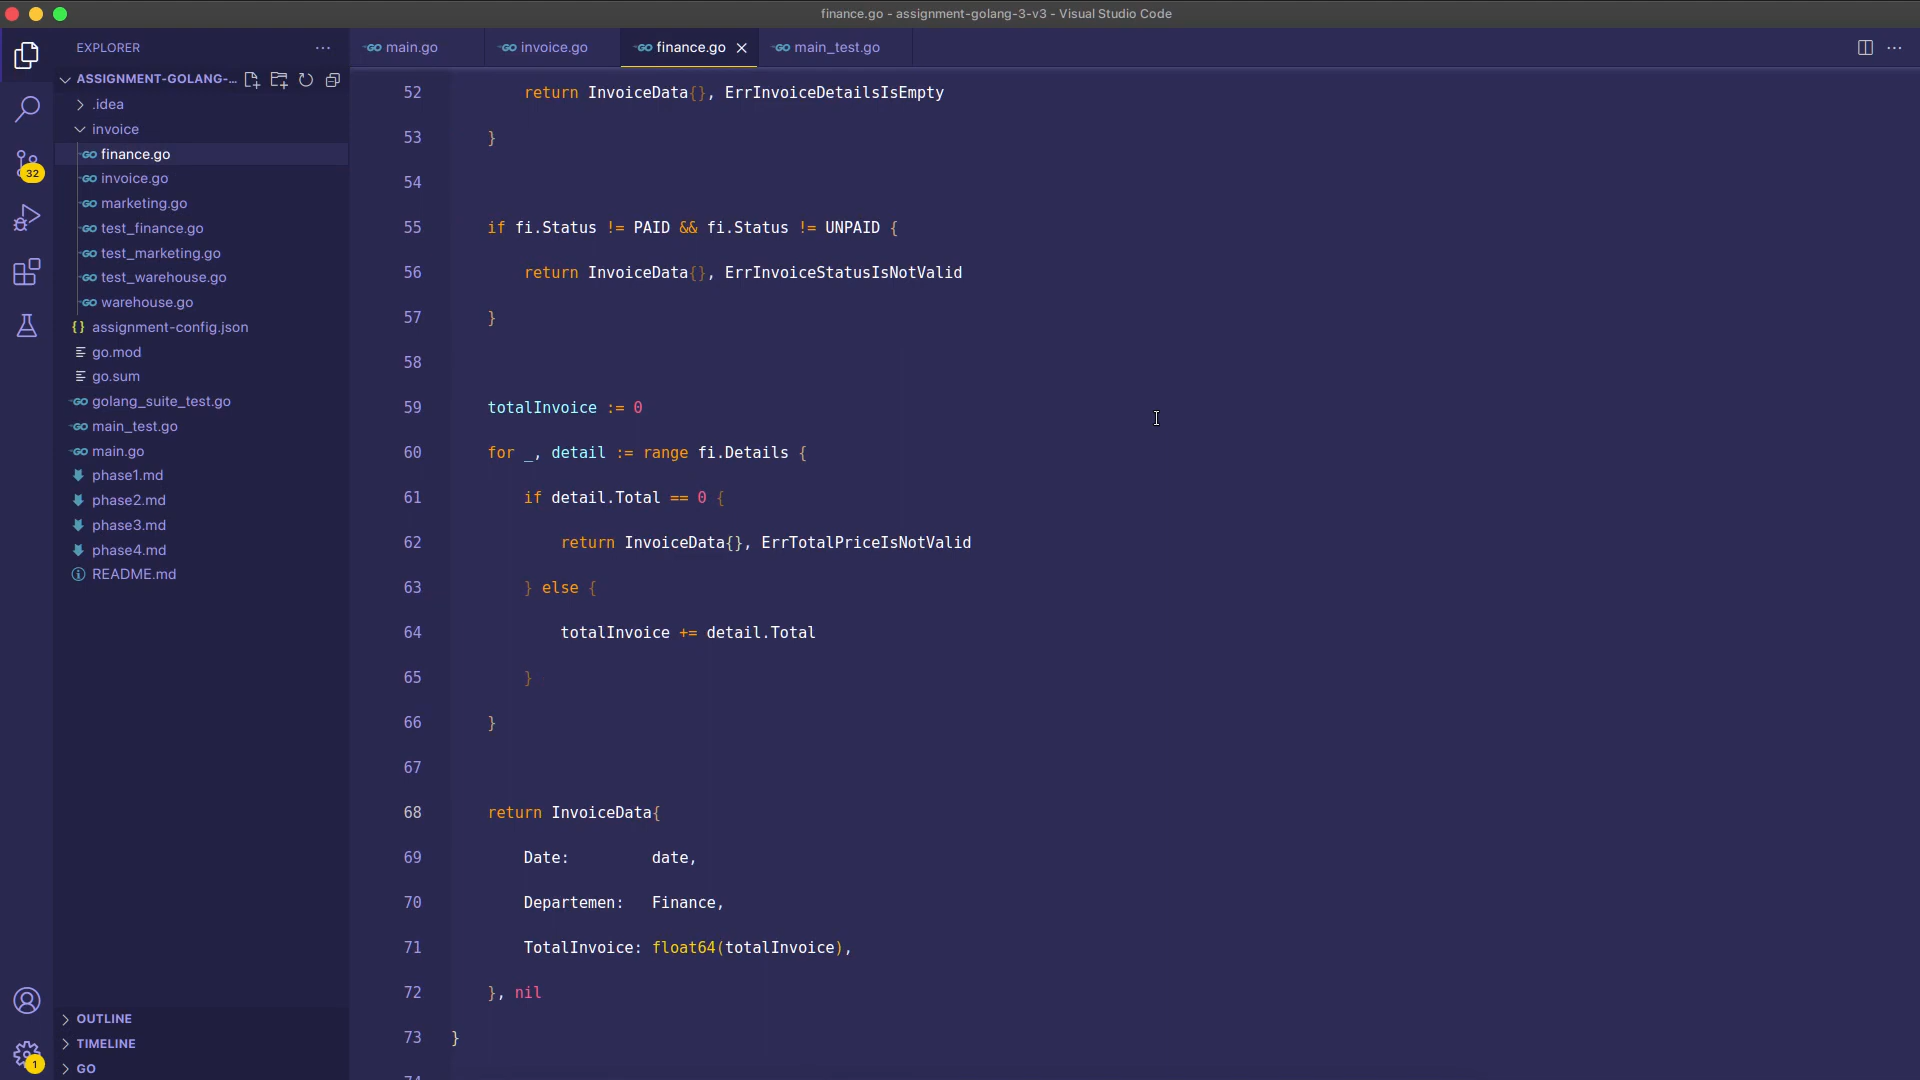 finance.go - assignment-golang-3-v3 - Visual Studio Code
EXPLORER
main.go
invoice.go
finance.go
main_test.go
ASSIGNMENT-GOLANG-...
.idea
invoice
finance.go
invoice.go
marketing.go
test_finance.go
test_marketing.go
test_warehouse.go
warehouse.go
{} assignment-config.json
go.mod
go.sum
golang_suite_test.go
main_test.go
main.go
phase1.md
phase2.md
phase3.md
phase4.md
README.md
OUTLINE
TIMELINE
GO
32
1
52 return InvoiceData{}, ErrInvoiceDetailsIsEmpty
53 }
54
55 if fi.Status != PAID && fi.Status != UNPAID {
56 return InvoiceData{}, ErrInvoiceStatusIsNotValid
57 }
58
59 totalInvoice := 0
60 for _, detail := range fi.Details {
61 if detail.Total == 0 {
62 return InvoiceData{}, ErrTotalPriceIsNotValid
63 } else {
64 totalInvoice += detail.Total
65 }
66 }
67
68 return InvoiceData{
69 Date: date,
70 Departemen: Finance,
71 TotalInvoice: float64(totalInvoice),
72 }, nil
73 }